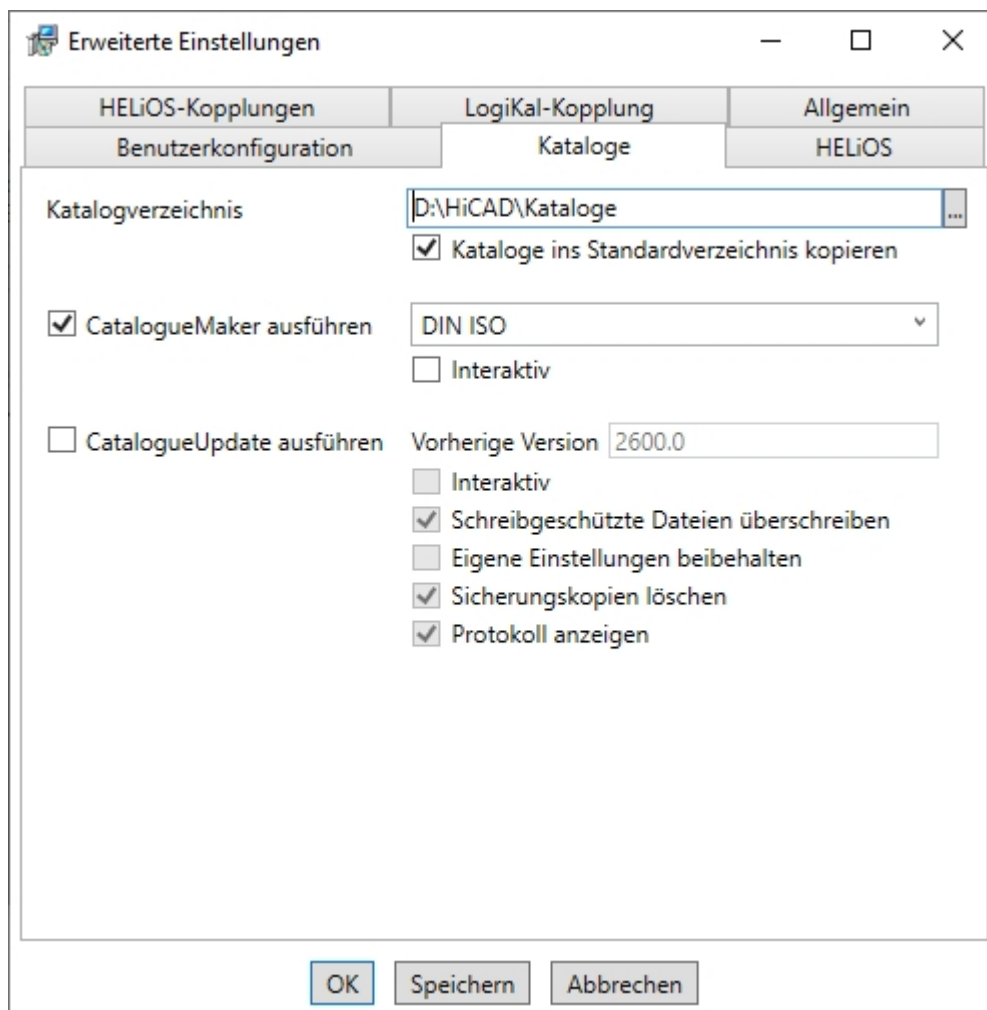 Erweiterte Einstellungen
HELiOS-Kopplungen LogiKal-Kopplung Allgemein
Benutzerkonfiguration Kataloge HELiOS
Katalogverzeichnis D:\HiCAD\Kataloge ...
Kataloge ins Standardverzeichnis kopieren
CatalogueMaker ausführen DIN ISO
Interaktiv
CatalogueUpdate ausführen Vorherige Version 2600.0
Interaktiv
Schreibgeschützte Dateien überschreiben
Eigene Einstellungen beibehalten
Sicherungskopien löschen
Protokoll anzeigen
OK Speichern Abbrechen